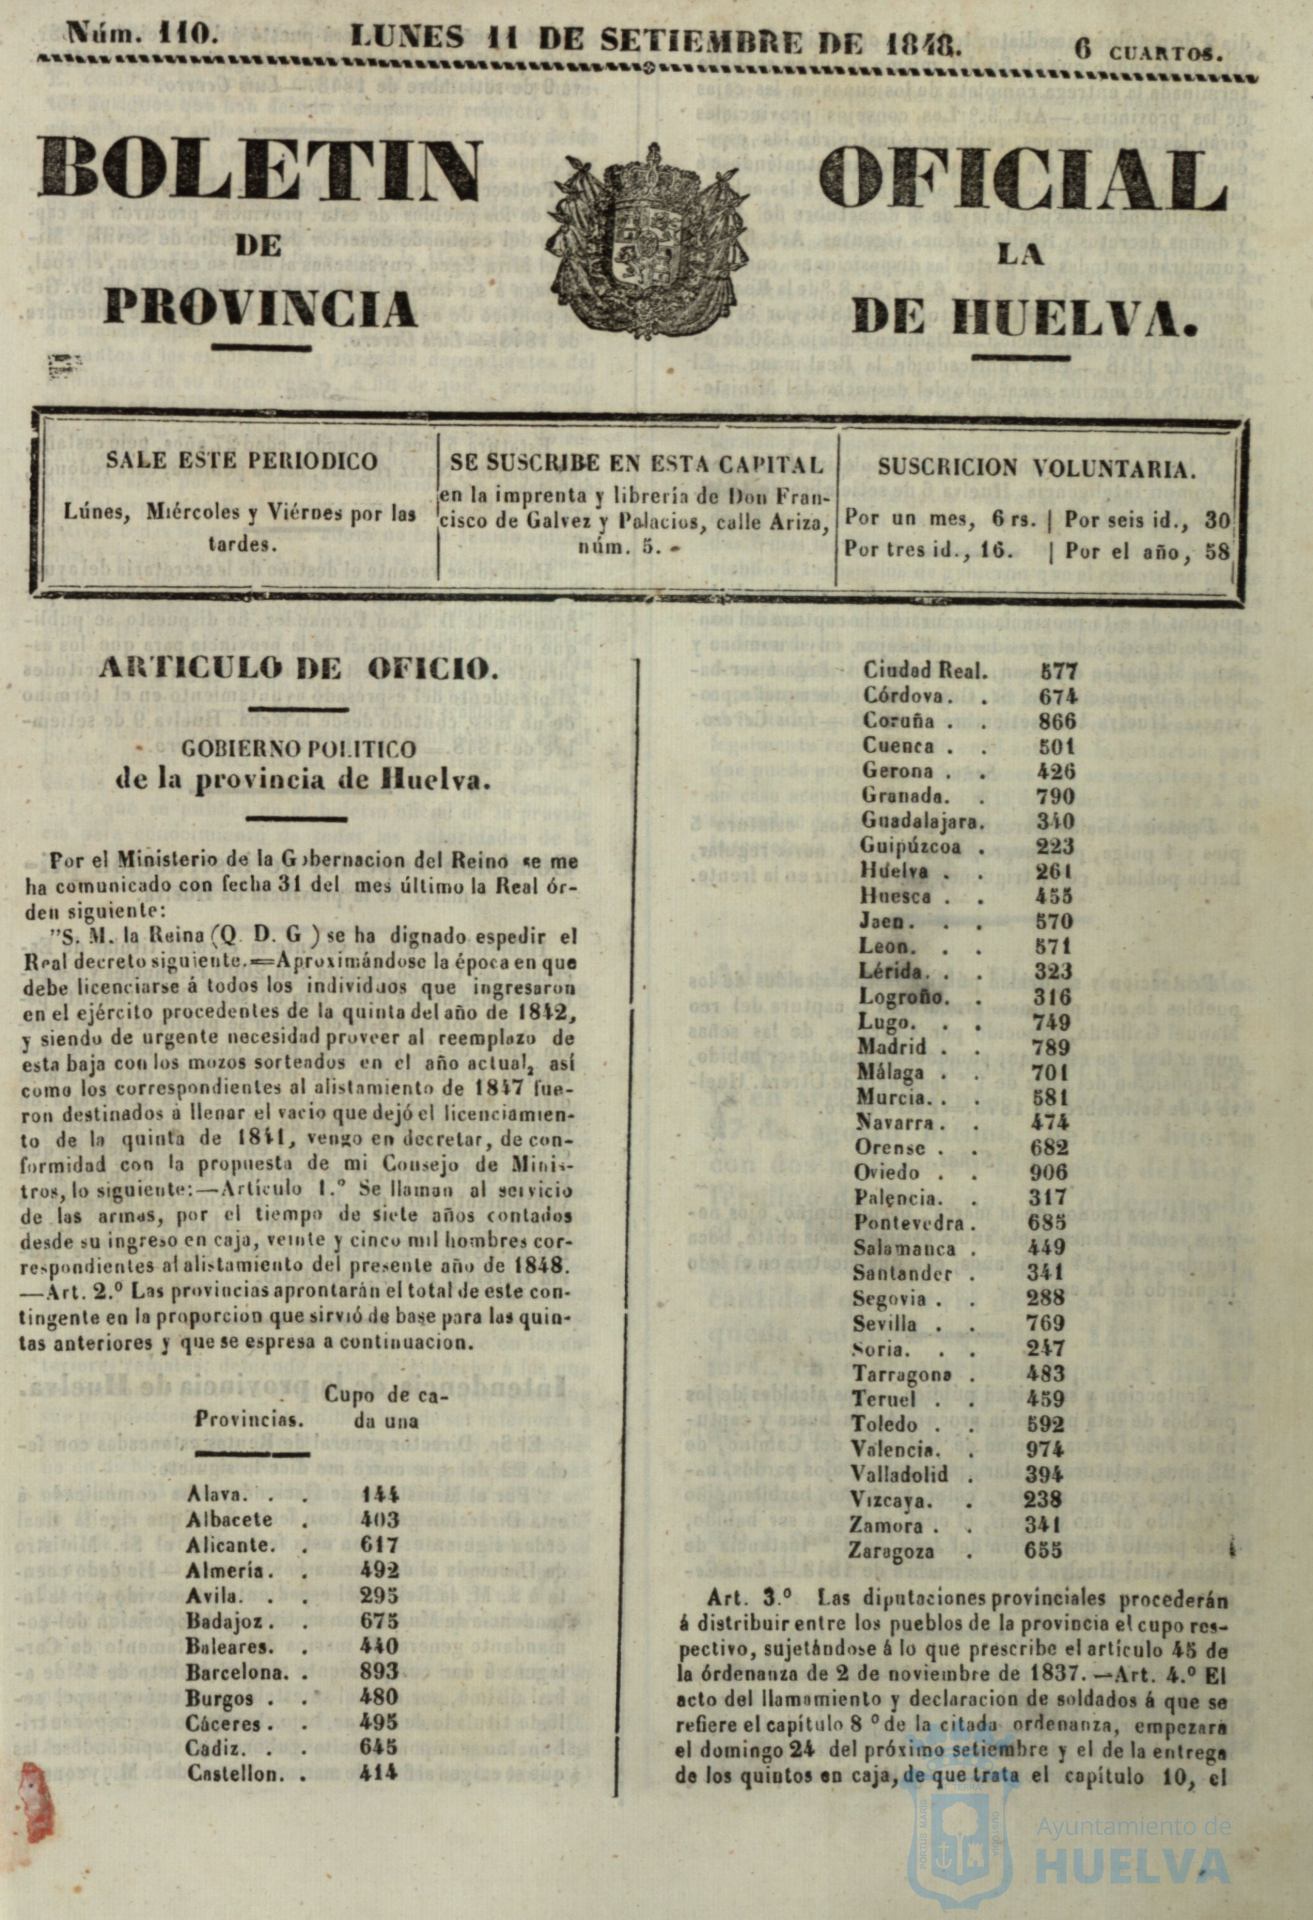 Núm. 110. LUNES 11 DE SETIEMBRE DE 1848. 6 CUARTOS.
BOLETIN OFICIAL
DE LA
PROVINCIA DE HUELVA.
SALE ESTE PERIODICO
Lúnes, Miércoles y Viérnes por las
tardes.
SE SUSCRIBE EN ESTA CAPITAL
en la imprenta y librería de Don Fran-
cisco de Galvez y Palacios, calle Ariza,
núm. 5.
SUSCRICION VOLUNTARIA.
Por un mes, 6 rs. | Por seis id., 30
Por tres id., 16. | Por el año, 58
ARTICULO DE OFICIO.
GOBIERNO POLITICO
de la provincia de Huelva.
Por el Ministerio de la Gobernacion del Reino se me
ha comunicado con fecha 31 del mes último la Real ór-
den siguiente:
"S. M. la Reina (Q. D. G ) se ha dignado espedir el
Real decreto siguiente.=Aproximándose la época en que
debe licenciarse á todos los individuos que ingresaron
en el ejército procedentes de la quinta del año de 1842,
y siendo de urgente necesidad proveer al reemplazo de
esta baja con los mozos sorteados en el año actual, así
como los correspondientes al alistamiento de 1847 fue-
ron destinados á llenar el vacio que dejó el licenciamien-
to de la quinta de 1841, vengo en decretar, de con-
formidad con la propuesta de mi Consejo de Minis-
tros, lo siguiente:—Artículo 1.º Se llaman al servicio
de las armas, por el tiempo de siete años contados
desde su ingreso en caja, veinte y cinco mil hombres cor-
respondientes al alistamiento del presente año de 1848.
—Art. 2.º Las provincias aprontarán el total de este con-
tingente en la proporcion que sirvió de base para las quin-
tas anteriores y que se espresa a continuacion.
Cupo de ca-
Provincias. da una
Alava. . . 144
Albacete . 403
Alicante. . 617
Almería. . 492
Avila. . . 295
Badajoz. . 675
Baleares. . 440
Barcelona. . 893
Burgos . . 480
Cáceres. . 495
Cadiz. . . 645
Castellon. . 414
Ciudad Real. 577
Córdova. . 674
Coruña . . 866
Cuenca . . 501
Gerona . . 426
Granada. . 790
Guadalajara. 340
Guipúzcoa . 223
Huelva . . 261
Huesca . . 455
Jaen. . . 570
Leon. . . 571
Lérida. . . 323
Logroño. . 316
Lugo. . . 749
Madrid . . 789
Málaga . . 701
Murcia. . . 581
Navarra. . 474
Orense . . 682
Oviedo . . 906
Palencia. . 317
Pontevedra. 685
Salamanca . 449
Santander . 341
Segovia . . 288
Sevilla . . 769
Soria. . . 247
Tarragona . 483
Teruel . . 459
Toledo . . 592
Valencia. . 974
Valladolid . 394
Vizcaya. . 238
Zamora . . 341
Zaragoza . 655
Art. 3.º Las diputaciones provinciales procederán
á distribuir entre los pueblos de la provincia el cupo res-
pectivo, sujetándose á lo que prescribe el artículo 45 de
la órdenanza de 2 de noviembre de 1837. —Art. 4.º El
acto del llamamiento y declaracion de soldados á que se
refiere el capítulo 8º de la citada ordenanza, empezará
el domingo 24 del próximo setiembre y el de la entrega
de los quintos en caja, de que trata el capítulo 10, el
Ayuntamiento de
HUELVA